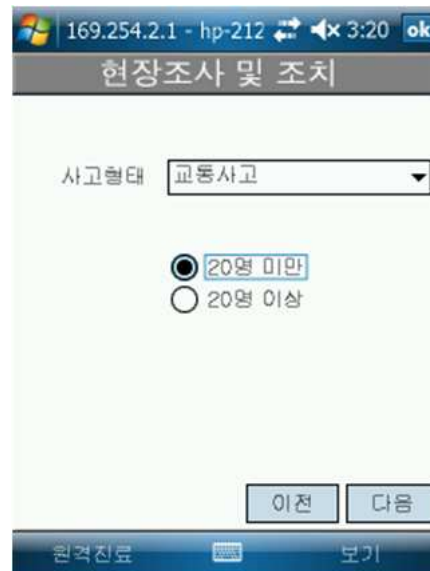 169.254.2.1 - hp-212 3:20 ok
현장조사 및 조치
사고형태 교통사고
20명 미만
20명 이상
이전 다음
원격진료 보기